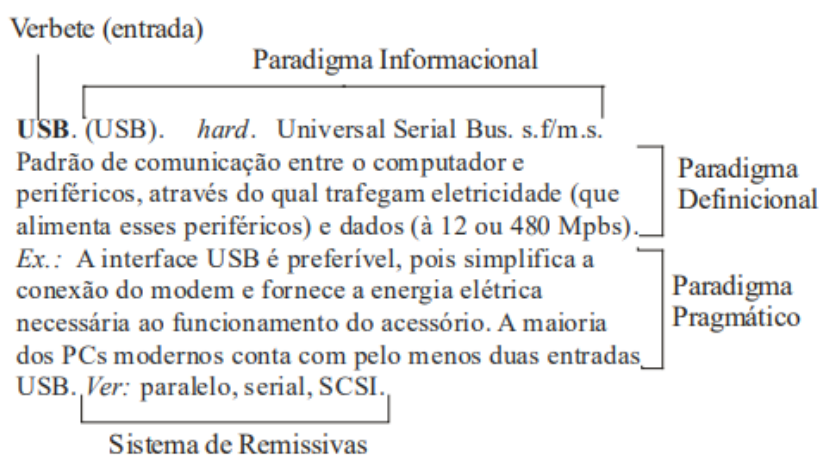 Verbete (entrada)
Paradigma Informacional
USB. (USB). hard. Universal Serial Bus. s.f/m.s.
Padrão de comunicação entre o computador e
periféricos, através do qual trafegam eletricidade (que
alimenta esses periféricos) e dados (à 12 ou 480 Mpbs).
Paradigma
Definicional
Ex.: A interface USB é preferível, pois simplifica a
conexão do modem e fornece a energia elétrica
necessária ao funcionamento do acessório. A maioria
dos PCs modernos conta com pelo menos duas entradas
USB. Ver: paralelo, serial, SCSI.
Paradigma
Pragmático
Sistema de Remissivas